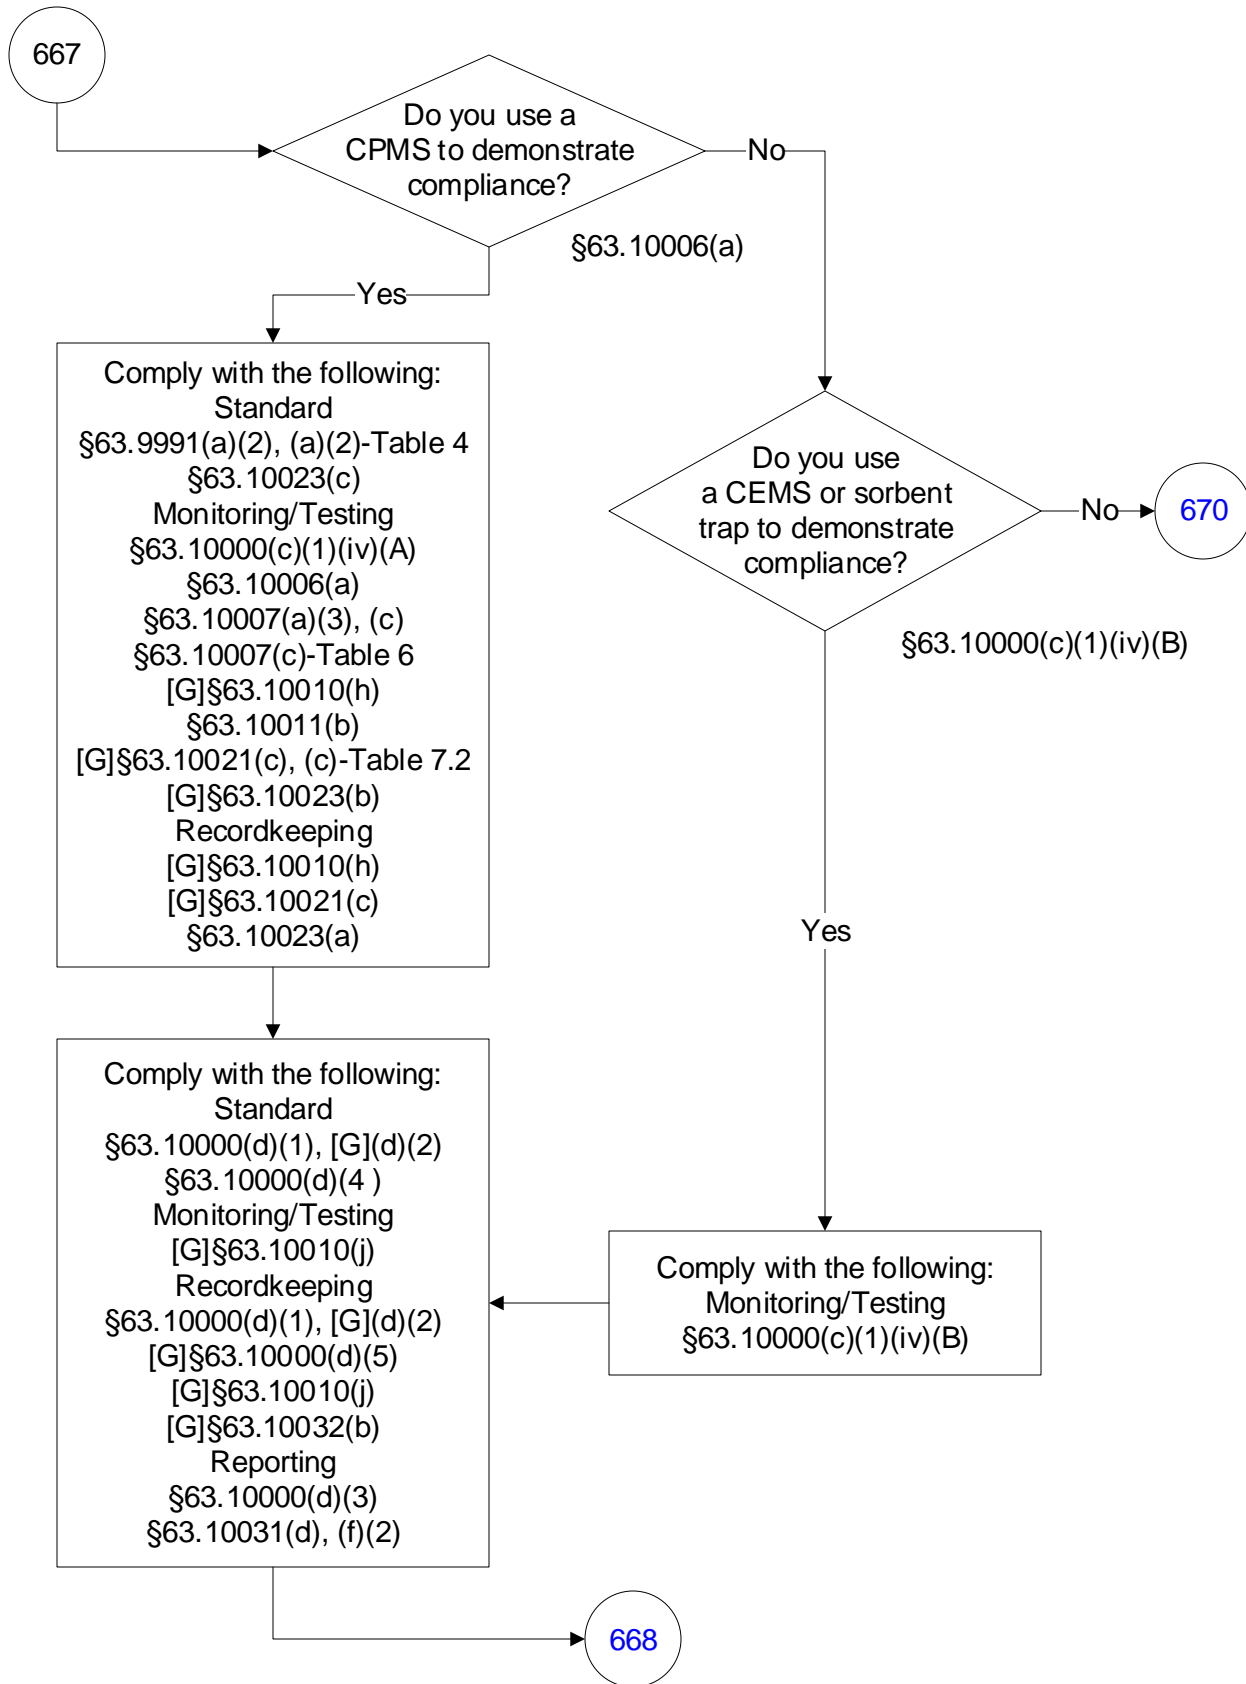 667
Do you use a
CPMS to demonstrate
compliance?
No
§63.10006(a)
Yes
Comply with the following:
Standard
§63.9991(a)(2), (a)(2)-Table 4
§63.10023(c)
Monitoring/Testing
§63.10000(c)(1)(iv)(A)
§63.10006(a)
§63.10007(a)(3), (c)
§63.10007(c)-Table 6
[G]§63.10010(h)
§63.10011(b)
[G]§63.10021(c), (c)-Table 7.2
[G]§63.10023(b)
Recordkeeping
[G]§63.10010(h)
[G]§63.10021(c)
§63.10023(a)
Do you use
a CEMS or sorbent
trap to demonstrate
compliance?
No
670
§63.10000(c)(1)(iv)(B)
Yes
Comply with the following:
Monitoring/Testing
§63.10000(c)(1)(iv)(B)
Comply with the following:
Standard
§63.10000(d)(1), [G](d)(2)
§63.10000(d)(4 )
Monitoring/Testing
[G]§63.10010(j)
Recordkeeping
§63.10000(d)(1), [G](d)(2)
[G]§63.10000(d)(5)
[G]§63.10010(j)
[G]§63.10032(b)
Reporting
§63.10000(d)(3)
§63.10031(d), (f)(2)
668